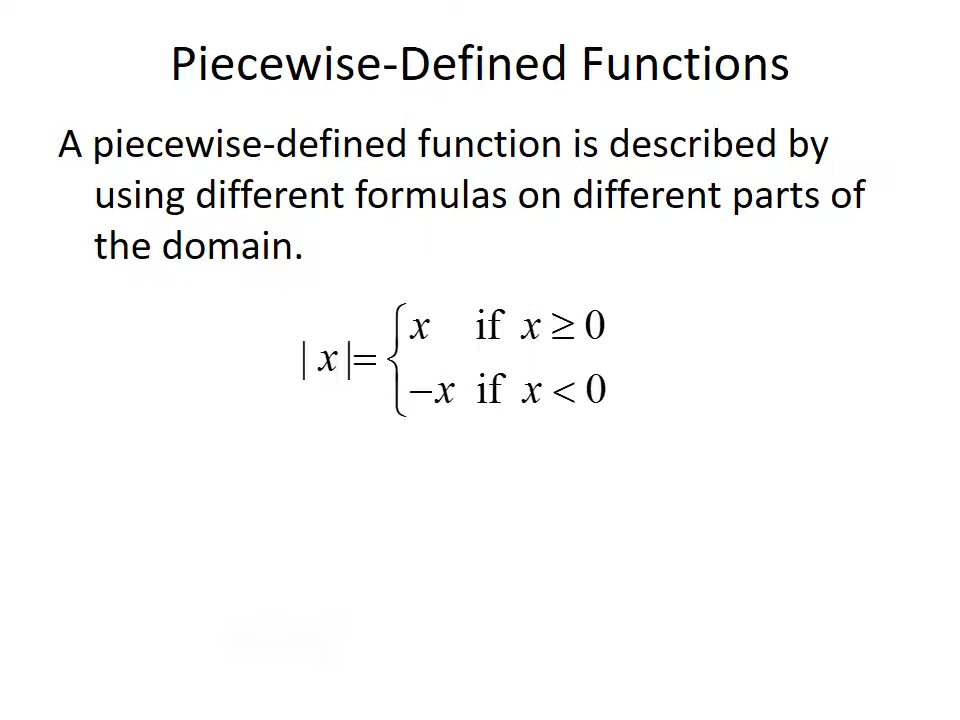 Piecewise-Defined Functions
A piecewise-defined function is described by
using different formulas on different parts of
the domain.
| x |= { x if x ≥ 0
−x if x < 0